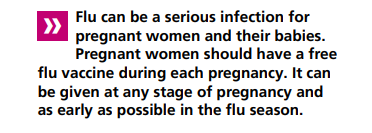 Flu can be a serious infection for
pregnant women and their babies.
Pregnant women should have a free
flu vaccine during each pregnancy. It can
be given at any stage of pregnancy and
as early as possible in the flu season.